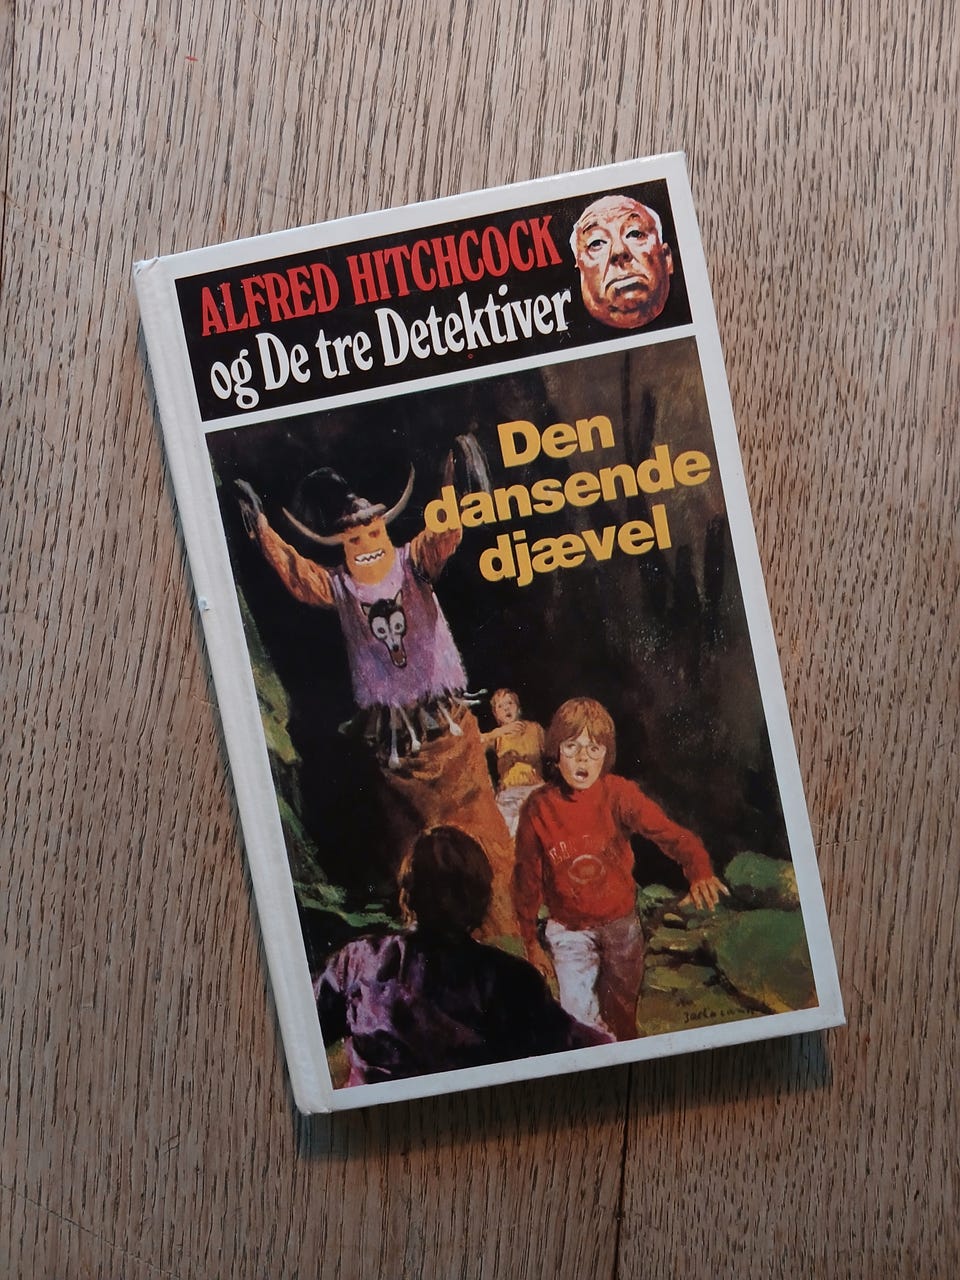 ALFRED HITCHCOCK
og De tre Detektiver
Den
dansende
djævel